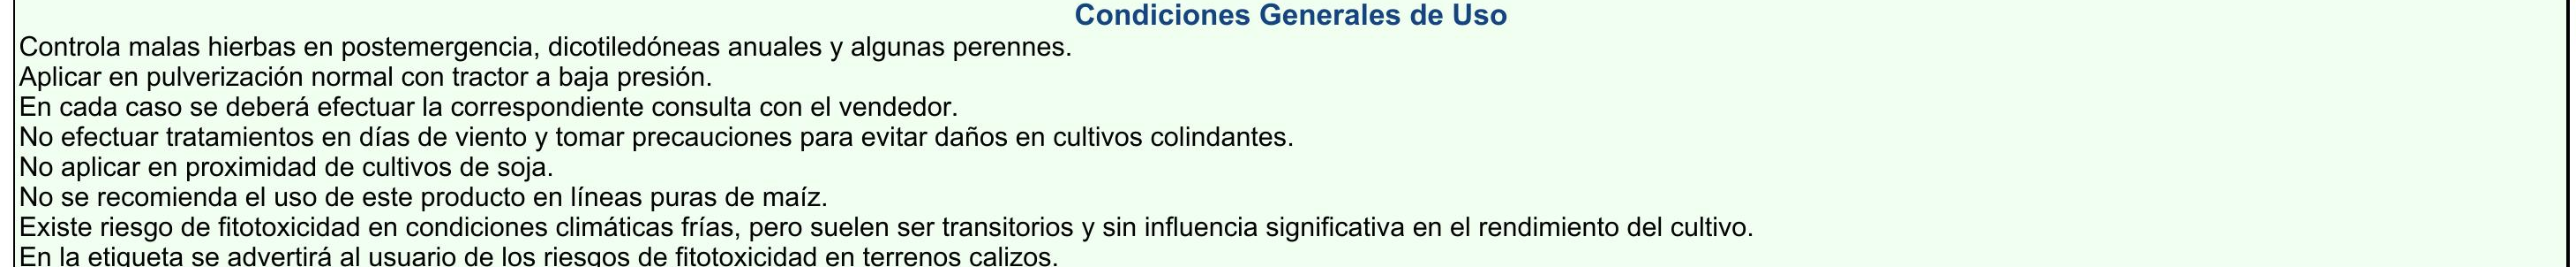 Condiciones Generales de Uso
Controla malas hierbas en postemergencia, dicotiledóneas anuales y algunas perennes.
Aplicar en pulverización normal con tractor a baja presión.
En cada caso se deberá efectuar la correspondiente consulta con el vendedor.
No efectuar tratamientos en días de viento y tomar precauciones para evitar daños en cultivos colindantes.
No aplicar en proximidad de cultivos de soja.
No se recomienda el uso de este producto en líneas puras de maíz.
Existe riesgo de fitotoxicidad en condiciones climáticas frías, pero suelen ser transitorios y sin influencia significativa en el rendimiento del cultivo.
En la etiqueta se advertirá al usuario de los riesgos de fitotoxicidad en terrenos calizos.